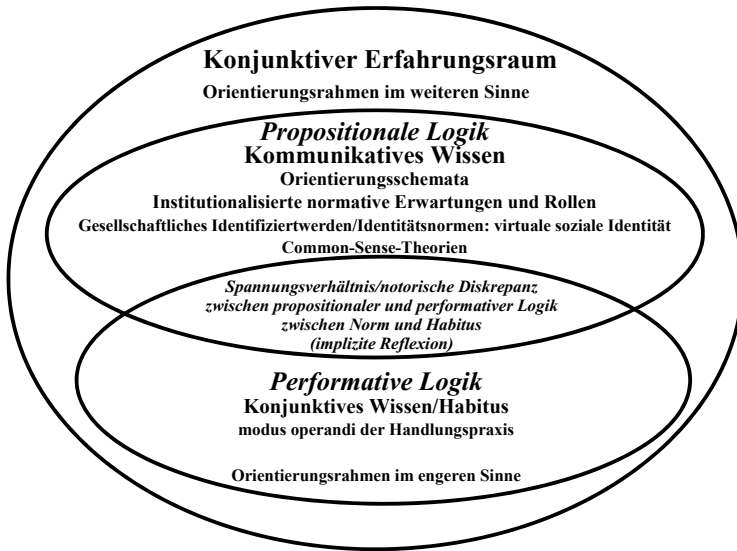 Konjunktiver Erfahrungsraum
Orientierungsrahmen im weiteren Sinne
Propositionale Logik
Kommunikatives Wissen
Orientierungsschemata
Institutionalisierte normative Erwartungen und Rollen
Gesellschaftliches Identifiziertwerden/Identitätsnormen: virtuale soziale Identität
Common-Sense-Theorien
Spannungsverhältnis/notorische Diskrepanz
zwischen propositionaler und performativer Logik
zwischen Norm und Habitus
(implizite Reflexion)
Performative Logik
Konjunktives Wissen/Habitus
modus operandi der Handlungspraxis
Orientierungsrahmen im engeren Sinne